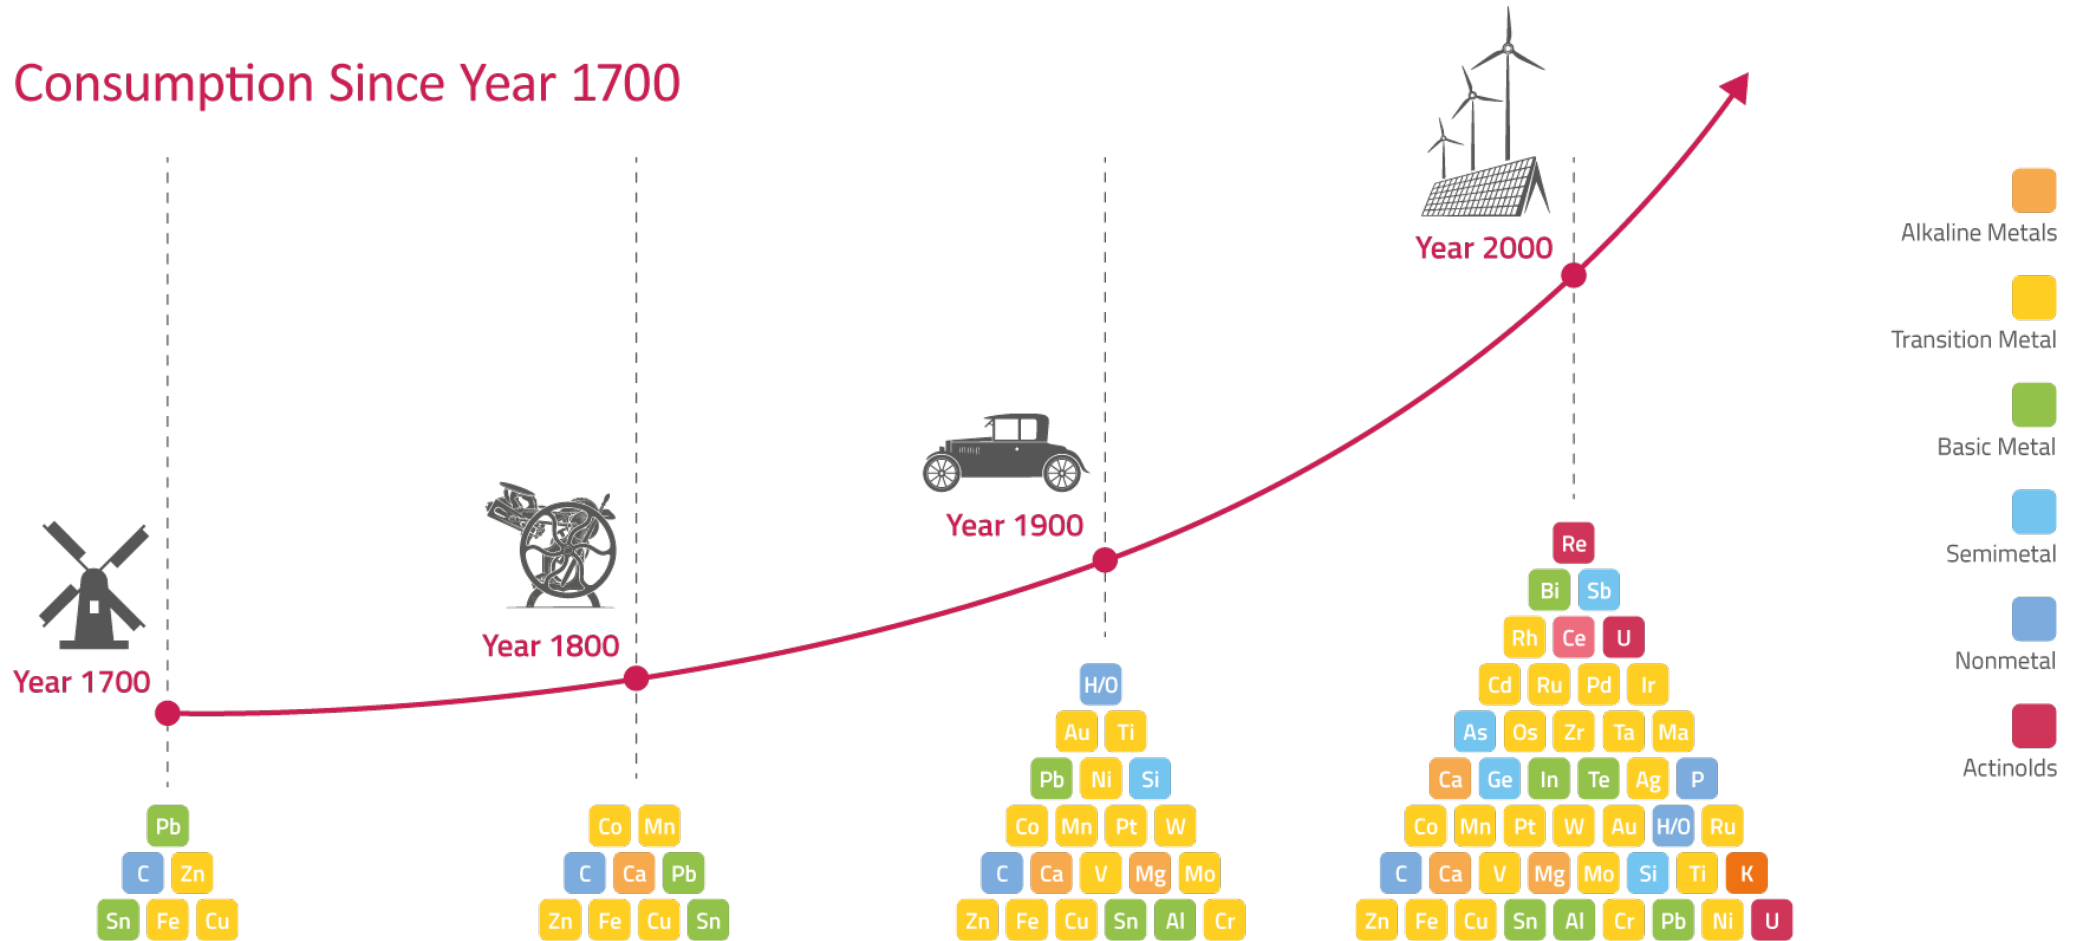 Consumption Since Year 1700
Year 1700
Pb
C Zn
Sn Fe Cu
Year 1800
Co Mn
C Ca Pb
Zn Fe Cu Sn
Year 1900
H/O
Au Ti
Pb Ni Si
Co Mn Pt W
C Ca V Mg Mo
Zn Fe Cu Sn Al Cr
Year 2000
Re
Bi Sb
Rh Ce U
Cd Ru Pd Ir
As Os Zr Ta Ma
Ca Ge In Te Ag P
Co Mn Pt W Au H/O Ru
C Ca V Mg Mo Si Ti K
Zn Fe Cu Sn Al Cr Pb Ni U
Alkaline Metals
Transition Metal
Basic Metal
Semimetal
Nonmetal
Actinolds